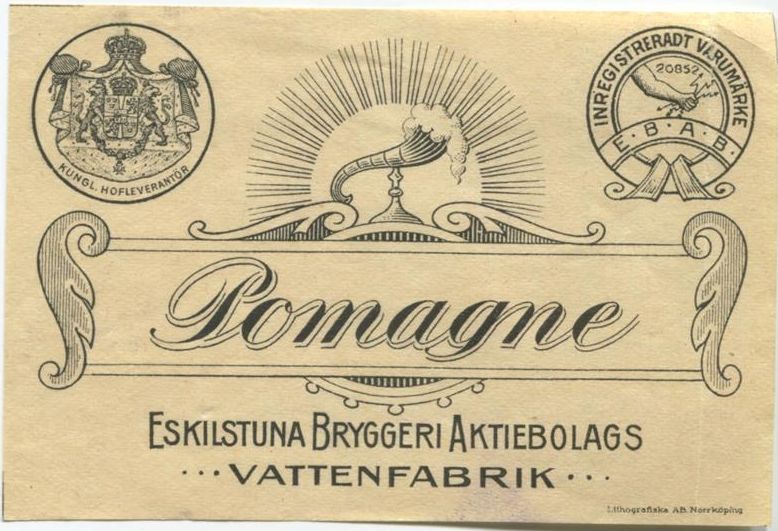 KUNGL. HOFLEVERANTÖR
INREGISTRERADT VARUMÄRKE
20852
E·B·A·B·
Pomagne
ESKILSTUNA BRYGGERI AKTIEBOLAGS
···VATTENFABRIK···
Lithografiska AB. Norrköping